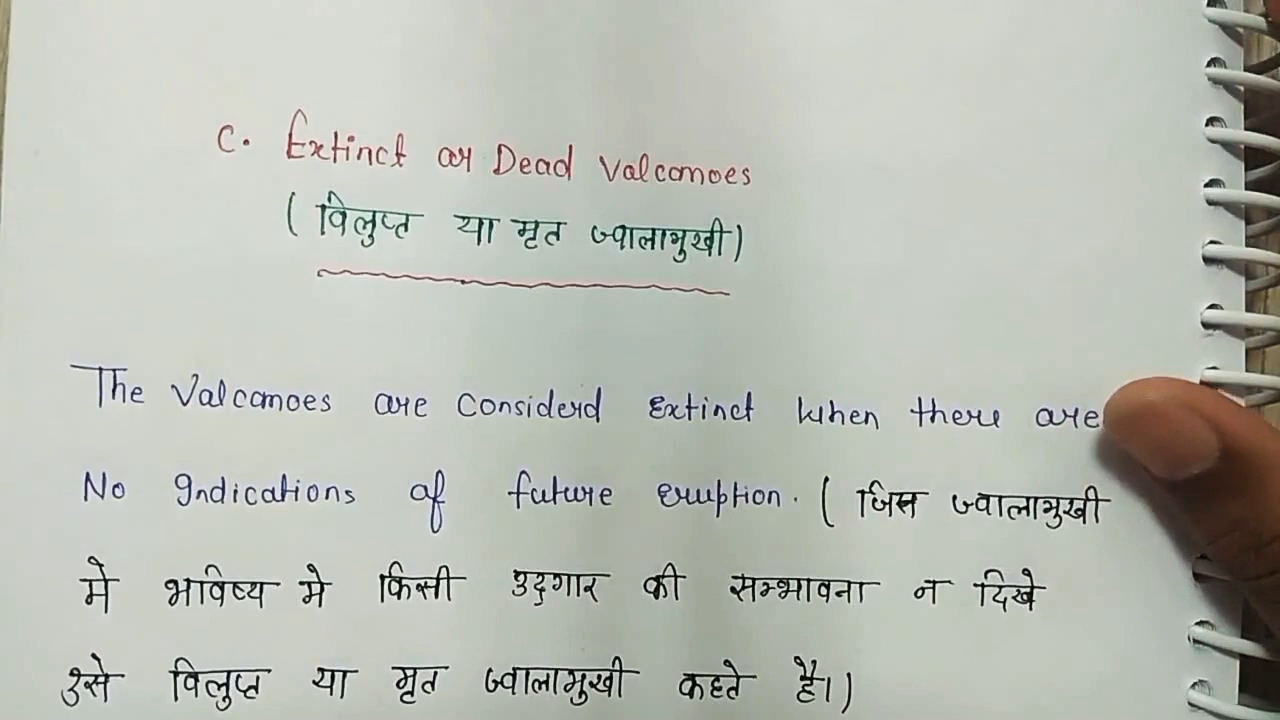 C. Extinct or Dead Valcanoes
( विलुप्त या मृत ज्वालामुखी )
The Valcanoes are Considerd Extinct When there are
No Indications of future eruption. ( जिस ज्वालामुखी
मे भविष्य मे किसी उद्गार की सम्भावना न दिखे
उसे विलुप्त या मृत ज्वालामुखी कहते है। )